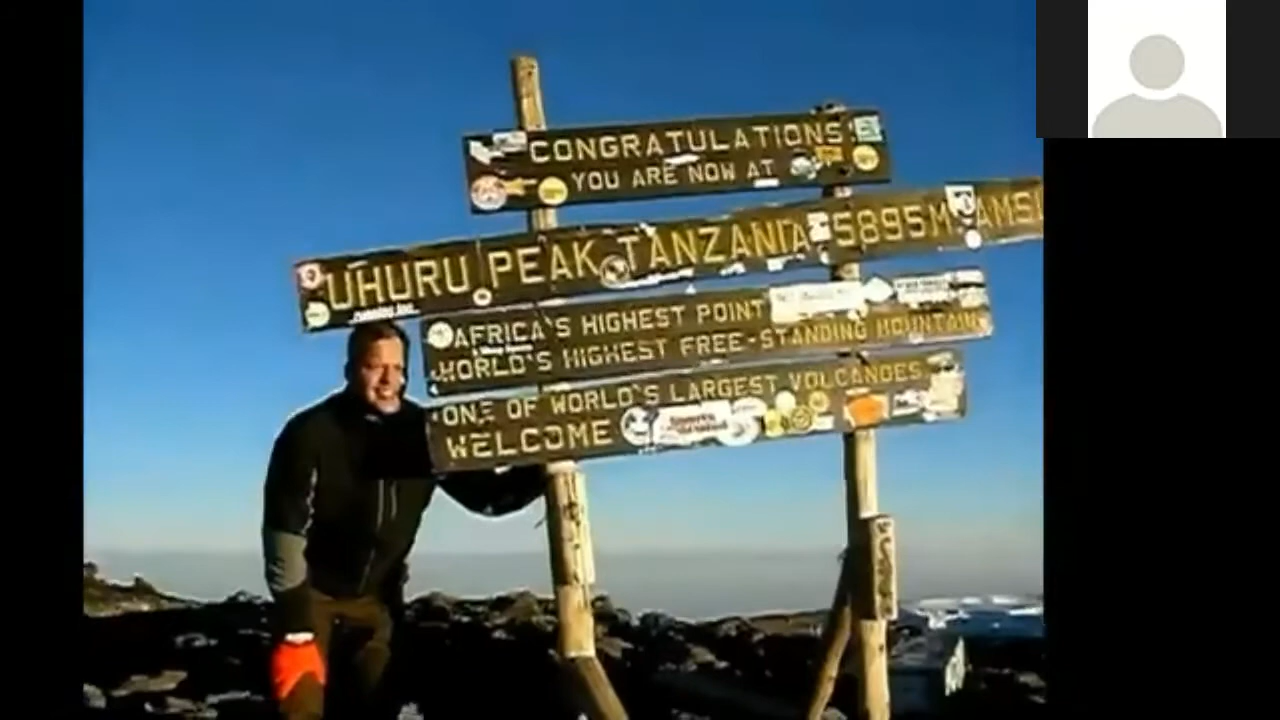 CONGRATULATIONS!
YOU ARE NOW AT
UHURU PEAK TANZANIA 5895M AMSL
AFRICA'S HIGHEST POINT
WORLD'S HIGHEST FREE-STANDING MOUNTAIN
ONE OF WORLD'S LARGEST VOLCANOES
WELCOME